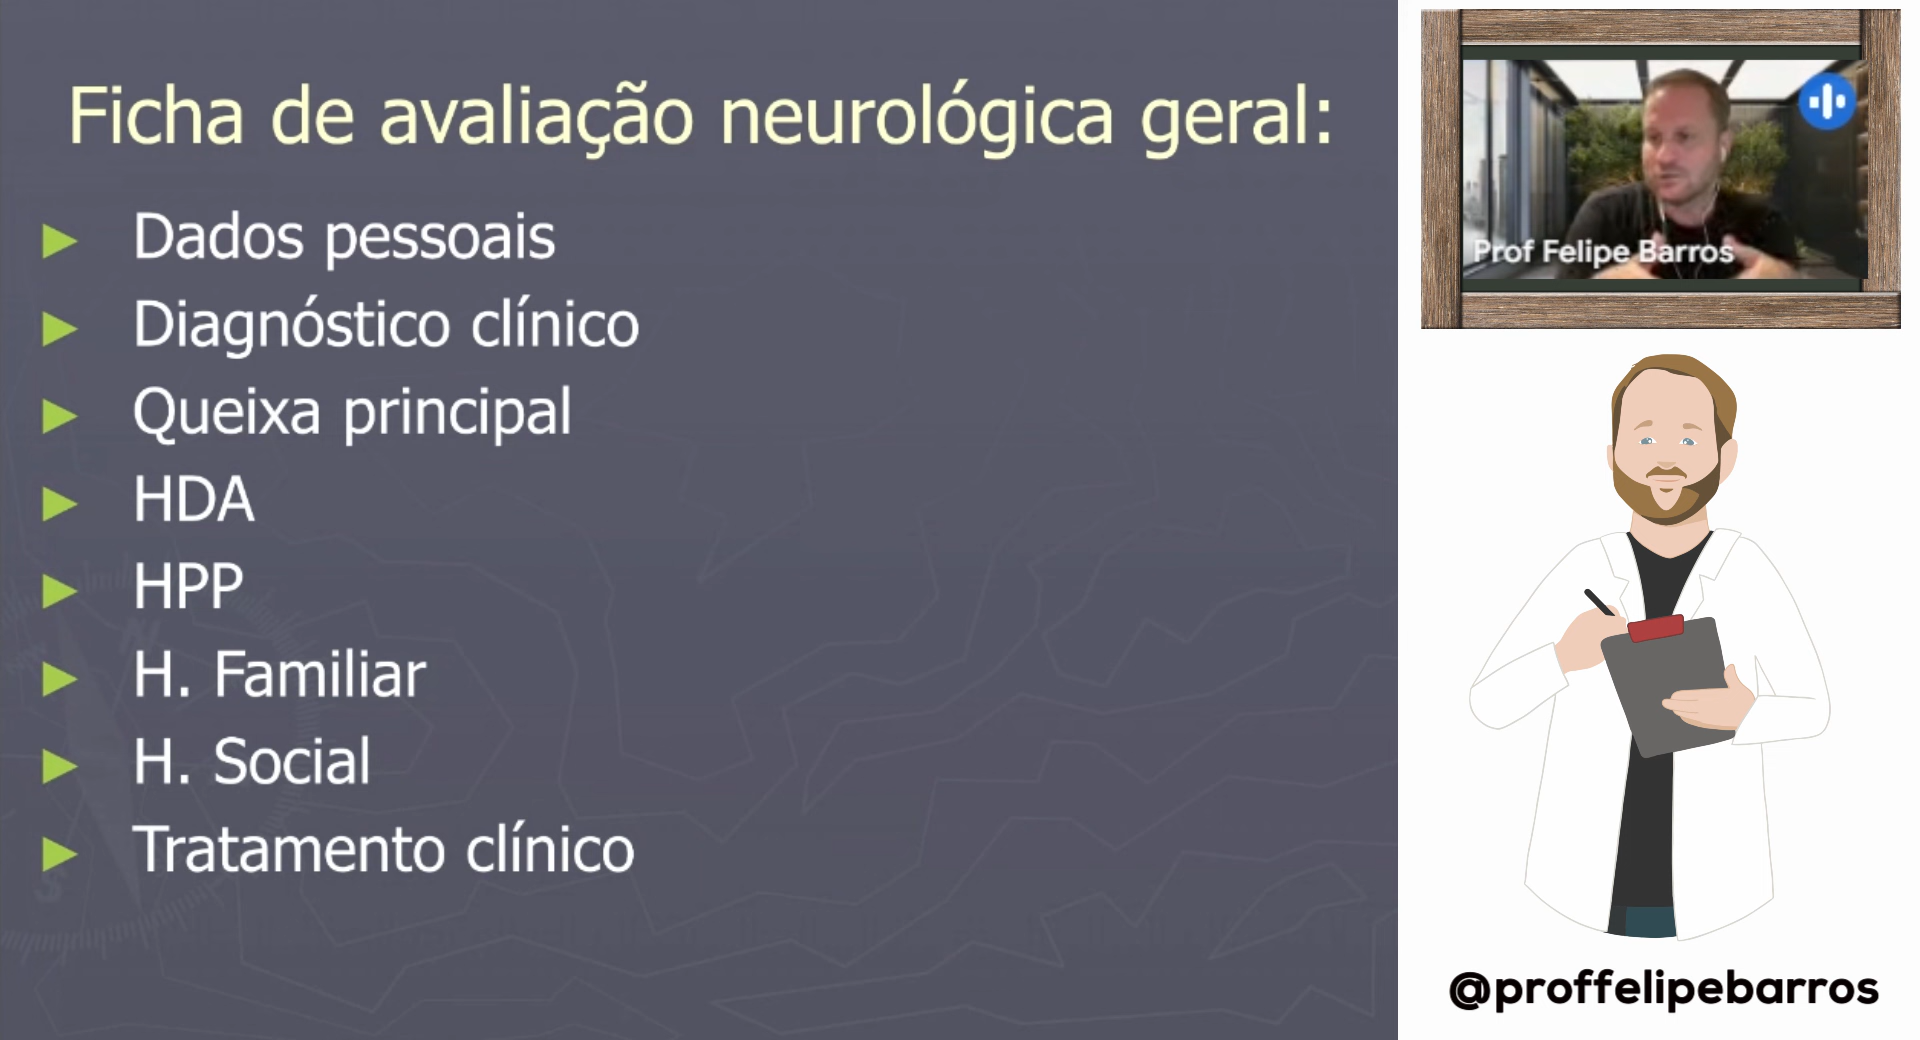 Ficha de avaliação neurológica geral:
Dados pessoais
Diagnóstico clínico
Queixa principal
HDA
HPP
H. Familiar
H. Social
Tratamento clínico
Prof Felipe Barros
@proffelipebarros